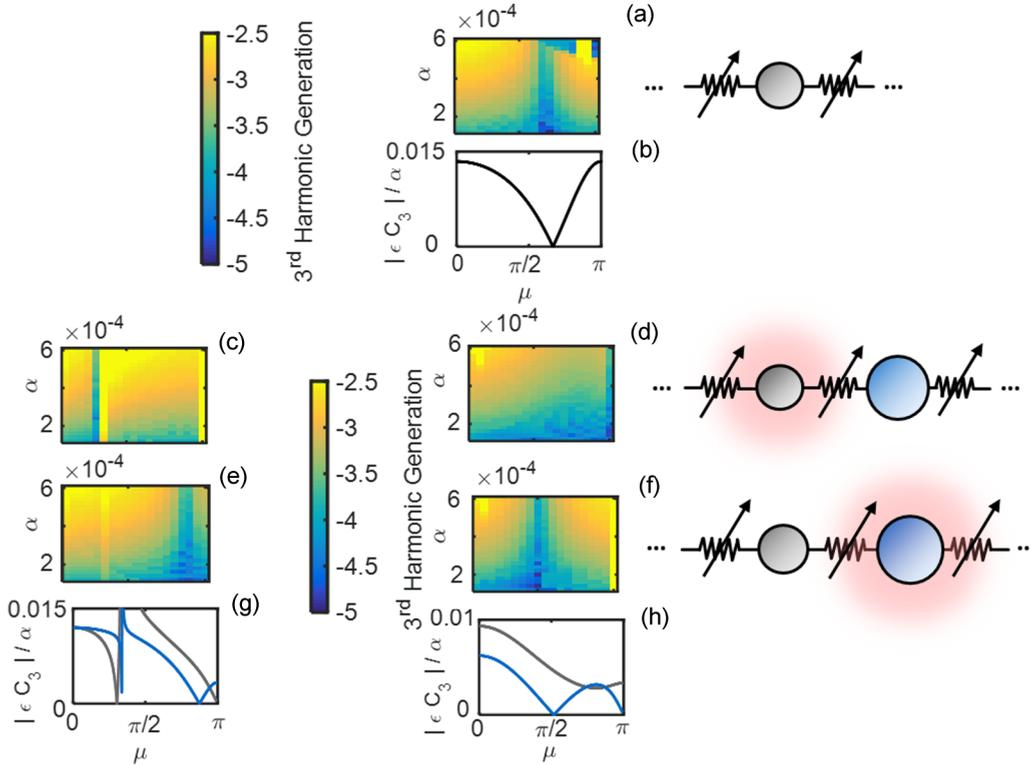 (a)
×10⁻⁴
6
α
2
-2.5
-3
-3.5
-4
-4.5
-5
3rd Harmonic Generation
... ...
(b)
0.015
| ϵ C3 | / α
0
0 π/2 π
μ
(c)
×10⁻⁴
6
α
2
(d)
×10⁻⁴
6
α
2
... ...
-2.5
-3
-3.5
-4
-4.5
-5
3rd Harmonic Generation
(e)
×10⁻⁴
6
α
2
(f)
×10⁻⁴
6
α
2
... ..
(g)
0.015
| ϵ C3 | / α
0
0 π/2 π
μ
(h)
0.01
| ϵ C3 | / α
0
0 π/2 π
μ